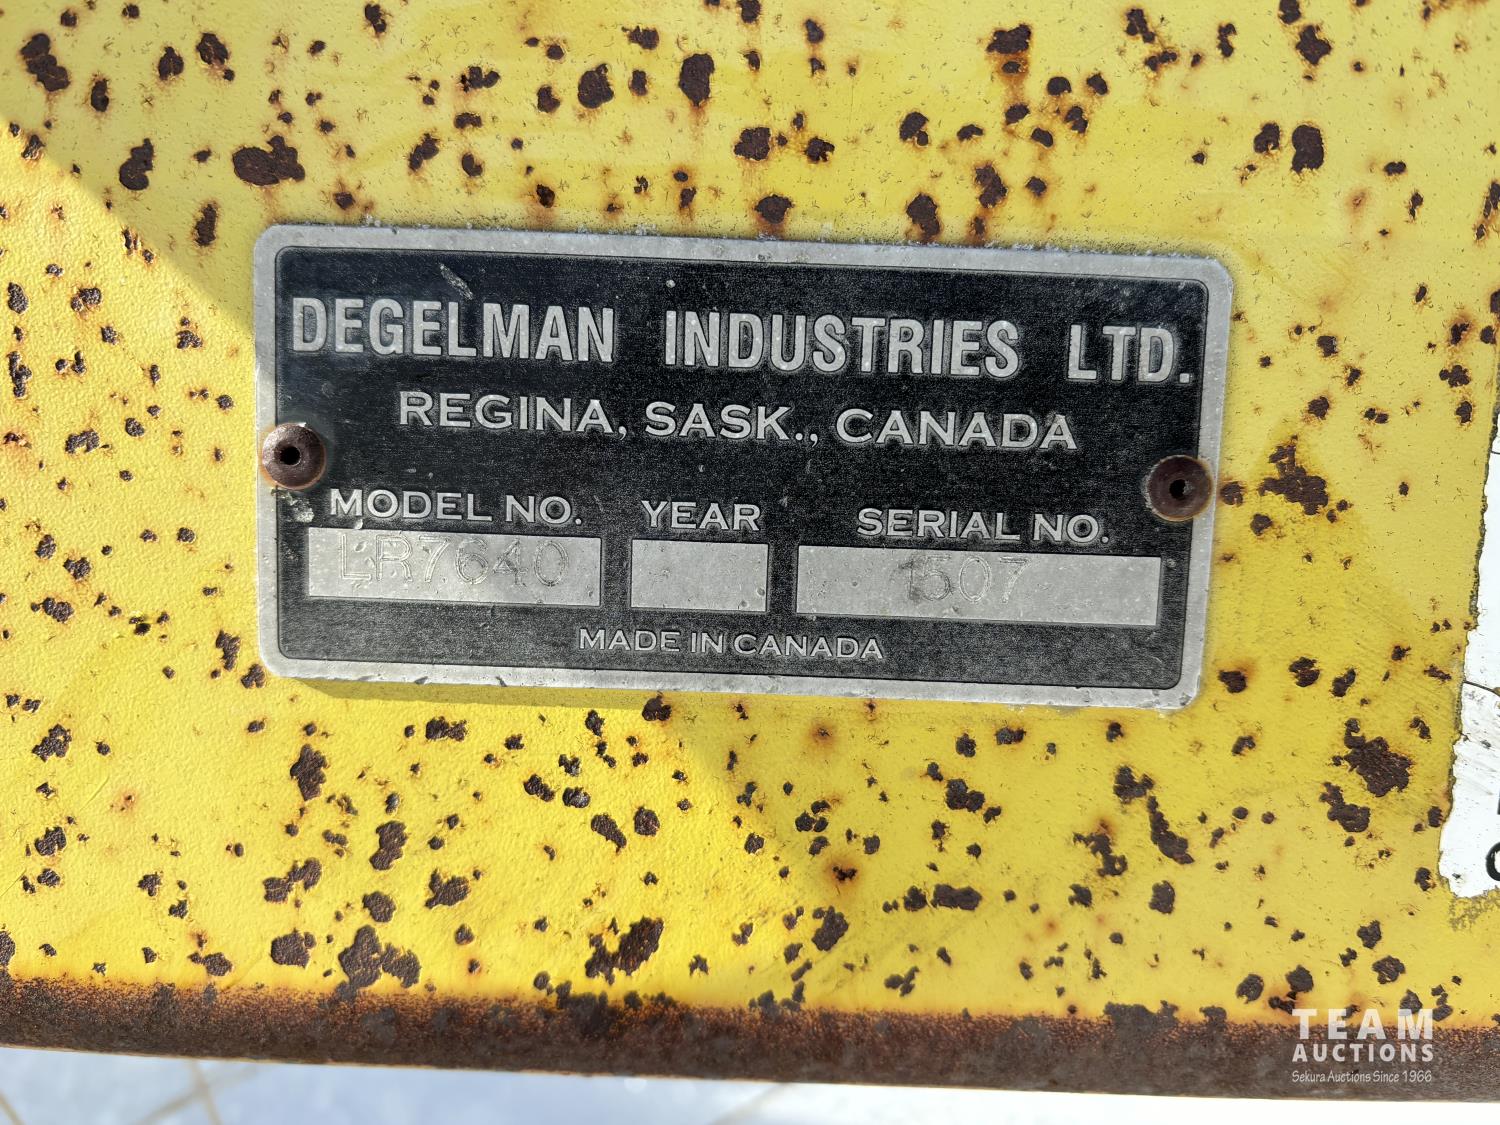 DEGELMAN INDUSTRIES LTD.
REGINA, SASK., CANADA
MODEL NO. YEAR SERIAL NO.
LR7640 1507
MADE IN CANADA
TEAM
AUCTIONS
Sekura Auctions Since 1966